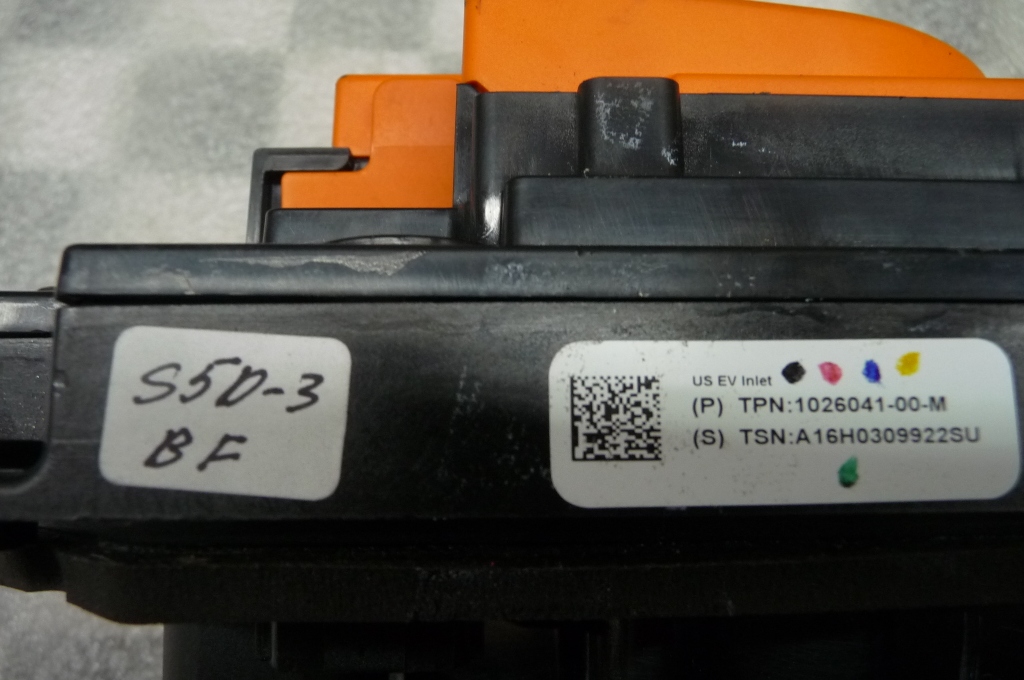 S5D-3
BF
US EV Inlet
(P) TPN:1026041-00-M
(S) TSN:A16H0309922SU